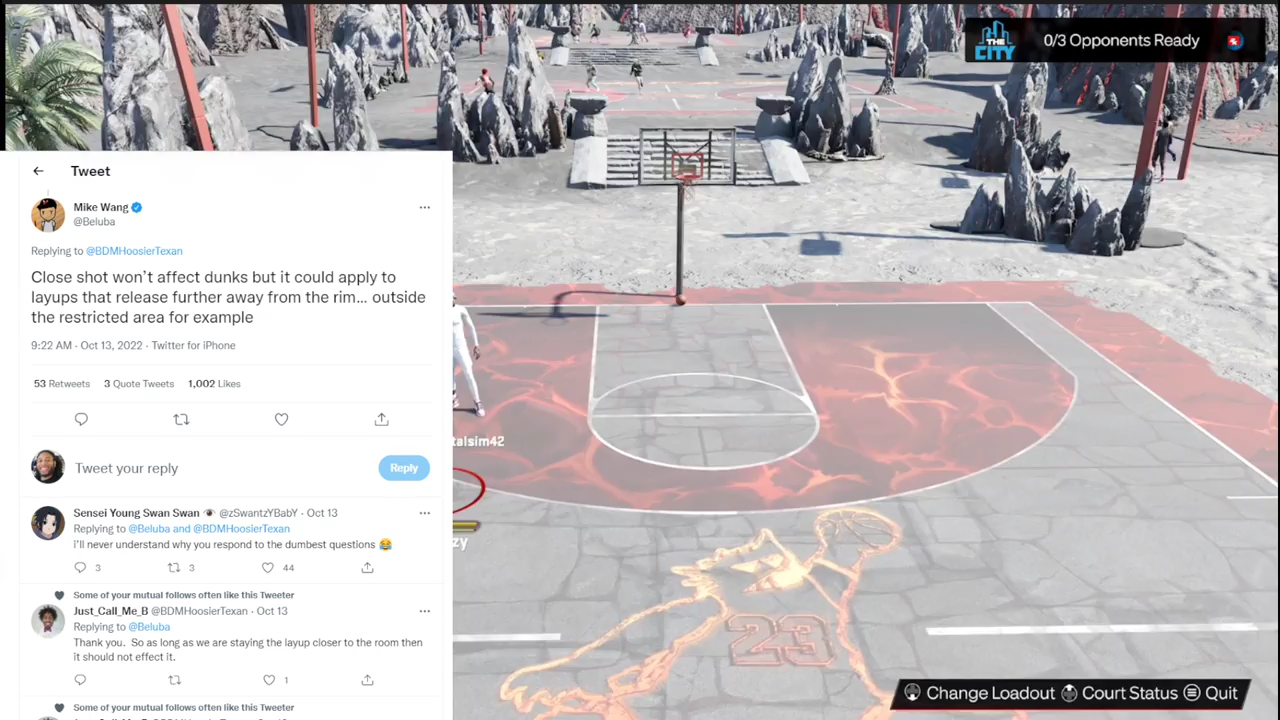 THE
CITY
0/3 Opponents Ready
Tweet
Mike Wang
@Beluba
Replying to @BDMHoosierTexan
Close shot won't affect dunks but it could apply to
layups that release further away from the rim... outside
the restricted area for example
9:22 AM · Oct 13, 2022 · Twitter for iPhone
53 Retweets 3 Quote Tweets 1,002 Likes
Tweet your reply
Reply
Sensei Young Swan Swan 👁 @zSwantzYBabY · Oct 13
Replying to @Beluba and @BDMHoosierTexan
i'll never understand why you respond to the dumbest questions 😂
3 3 44
Some of your mutual follows often like this Tweeter
Just_Call_Me_B @BDMHoosierTexan · Oct 13
Replying to @Beluba
Thank you. So as long as we are staying the layup closer to the room then
it should not effect it.
1
Some of your mutual follows often like this Tweeter
talsim42
zy
23
Change Loadout Court Status Quit